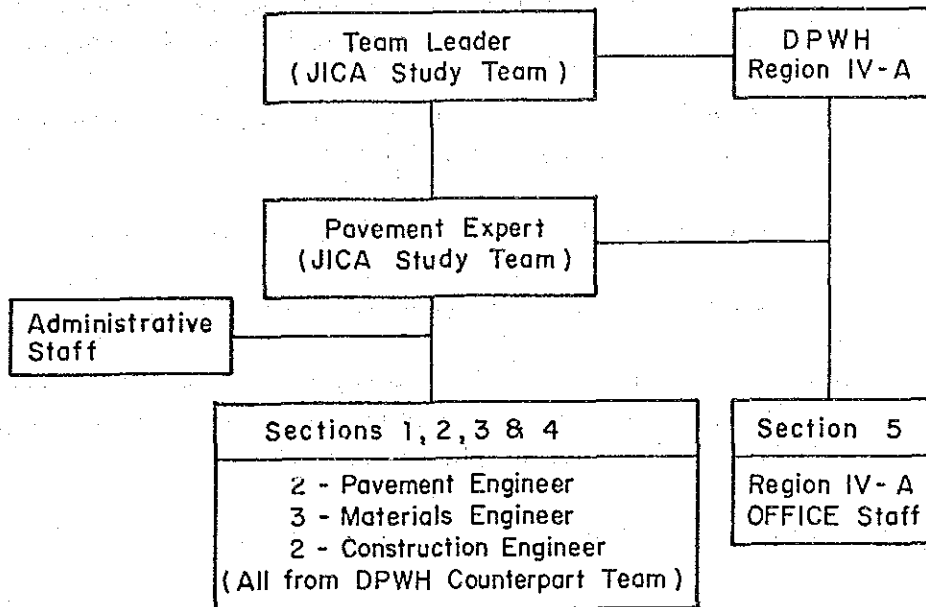 Team Leader
(JICA Study Team)
DPWH
Region IV-A
Pavement Expert
(JICA Study Team)
Administrative
Staff
Sections 1, 2, 3 & 4
2 - Pavement Engineer
3 - Materials Engineer
2 - Construction Engineer
(All from DPWH Counterpart Team)
Section 5
Region IV-A
OFFICE Staff